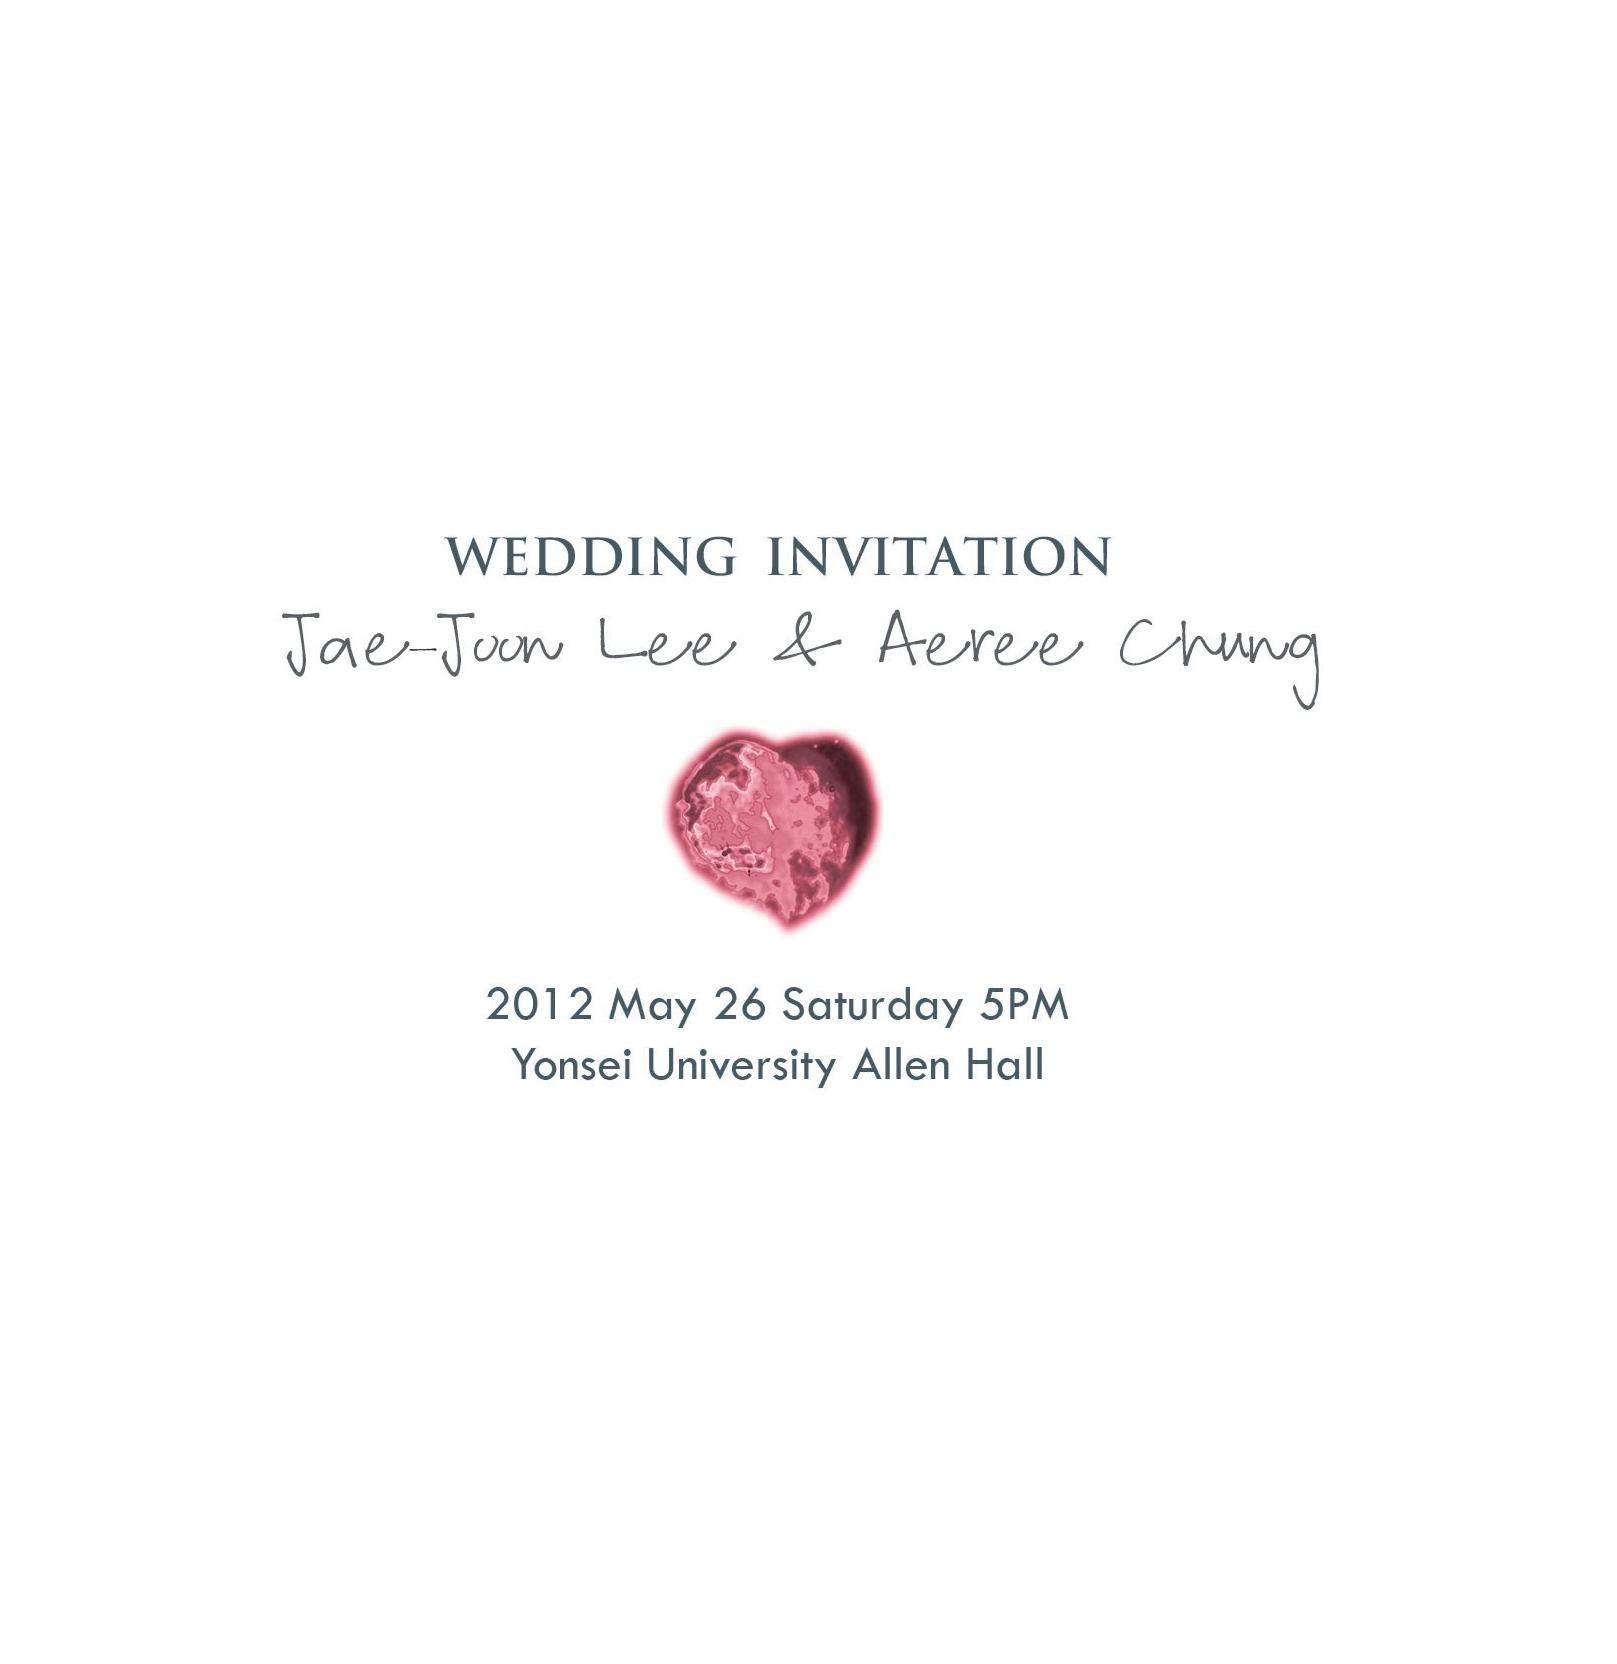 WEDDING INVITATION
Jae-Joon Lee & Aeree Chung
2012 May 26 Saturday 5PM
Yonsei University Allen Hall